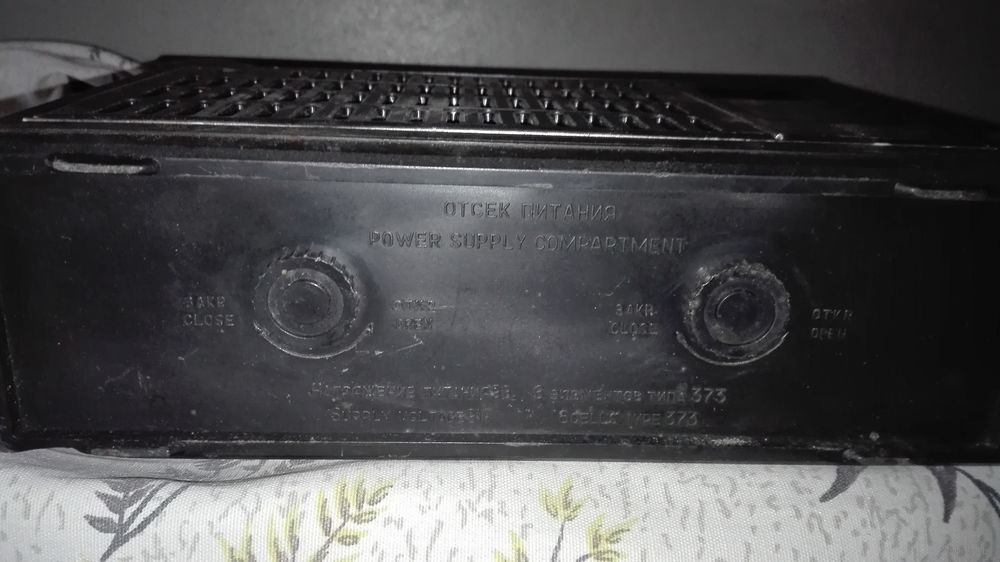 ОТСЕК ПИТАНИЯ
POWER SUPPLY COMPARTMENT
ЗАКР.
CLOSE
ОТКР.
OPEN
ЗАКР.
CLOSE
ОТКР.
OPEN
НАПРЯЖЕНИЕ ПИТАНИЯ ЭЛЕМЕНТОВ ТИПА 373
SUPPLY VOLTAGE TYPE 373